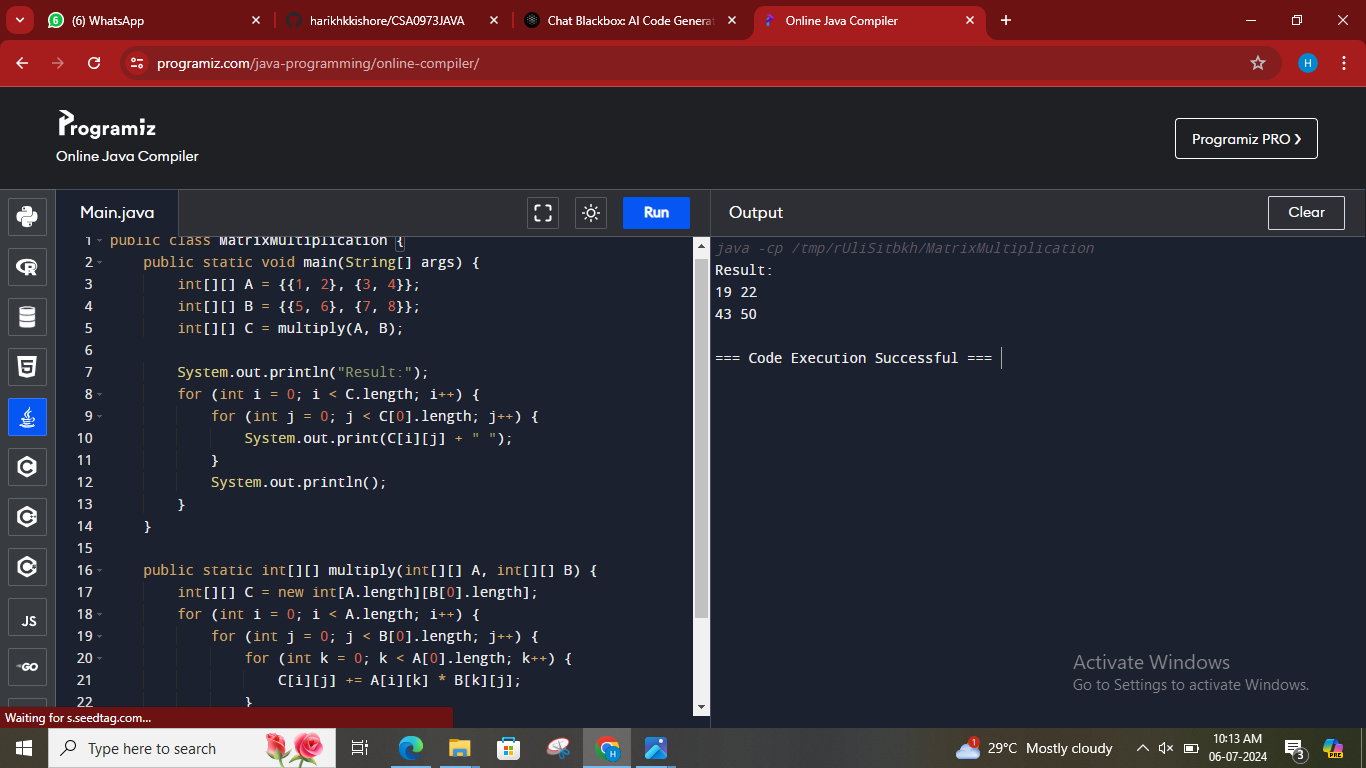 (6) WhatsApp
harikhkkishore/CSA0973JAVA
Chat Blackbox: AI Code Generat
Online Java Compiler
programiz.com/java-programming/online-compiler/
H
Programiz
Online Java Compiler
Programiz PRO ❯
Main.java
Run
Output
Clear
1 public class MatrixMultiplication {
2 public static void main(String[] args) {
3 int[][] A = {{1, 2}, {3, 4}};
4 int[][] B = {{5, 6}, {7, 8}};
5 int[][] C = multiply(A, B);
6
7 System.out.println("Result:");
8 for (int i = 0; i < C.length; i++) {
9 for (int j = 0; j < C[0].length; j++) {
10 System.out.print(C[i][j] + " ");
11 }
12 System.out.println();
13 }
14 }
15
16 public static int[][] multiply(int[][] A, int[][] B) {
17 int[][] C = new int[A.length][B[0].length];
18 for (int i = 0; i < A.length; i++) {
19 for (int j = 0; j < B[0].length; j++) {
20 for (int k = 0; k < A[0].length; k++) {
21 C[i][j] += A[i][k] * B[k][j];
22 }
java -cp /tmp/rUliSitbkh/MatrixMultiplication
Result:
19 22
43 50
=== Code Execution Successful ===
JS
GO
Activate Windows
Go to Settings to activate Windows.
Waiting for s.seedtag.com...
Type here to search
H
1
29°C Mostly cloudy
10:13 AM
06-07-2024
3
PRE